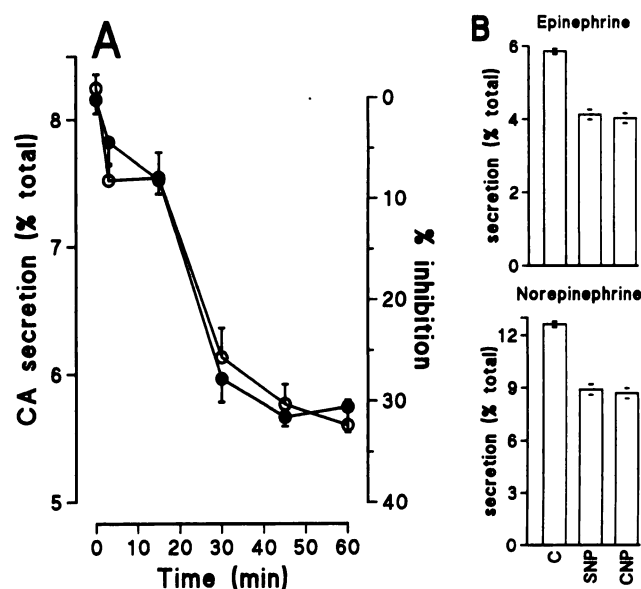 A
CA secretion (% total)
8
7
6
5
0
10
20
30
40
% inhibition
0 10 20 30 40 50 60
Time (min)
B
Epinephrine
secretion (% total)
6
4
2
0
Norepinephrine
secretion (% total)
12
9
6
3
0
C SNP CNP